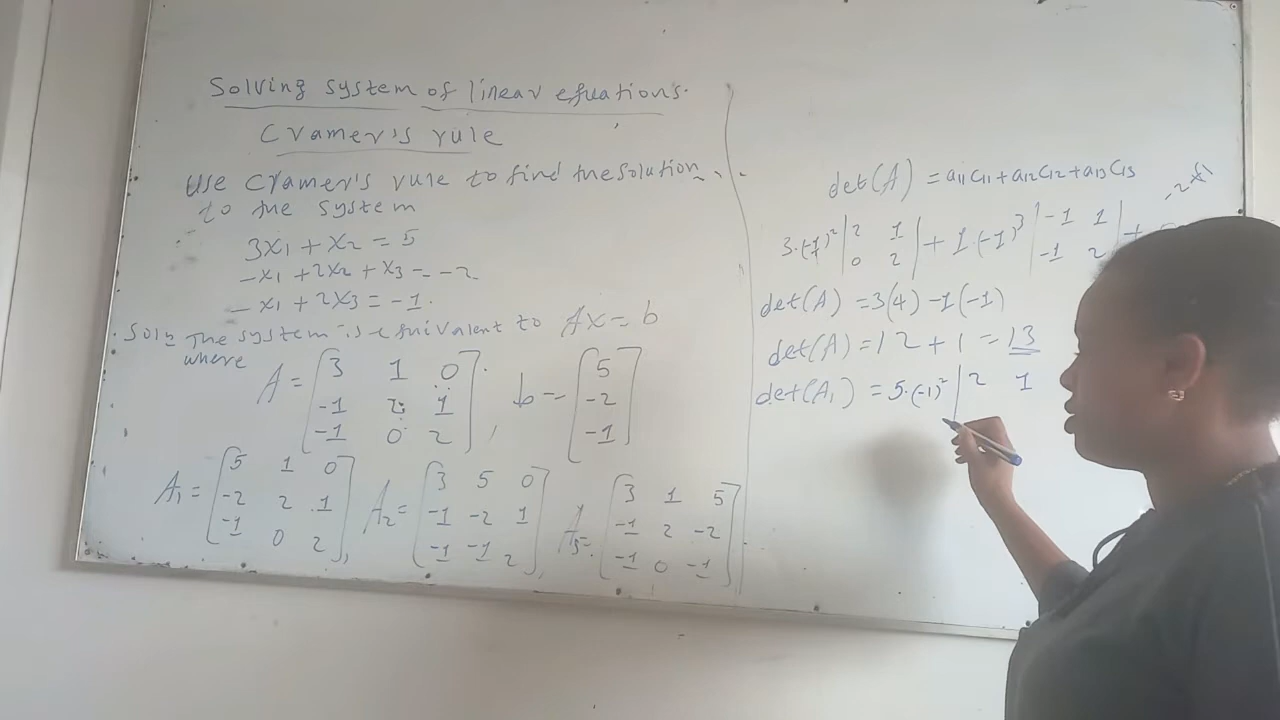 Solving system of linear equations.
Cramer's rule
Use Cramer's rule to find the solution
to the system
3x₁ + x₂ = 5
-x₁ + 2x₂ + x₃ = -2
-x₁ + 2x₃ = -1.
Solⁿ The system is equivalent to Ax = b
where
A = [3 1 0
-1 2 1
-1 0 2], b = [5
-2
-1]
A₁ = [5 1 0
-2 2 1
-1 0 2], A₂ = [3 5 0
-1 -2 1
-1 -1 2], A₃ = [3 1 5
-1 2 -2
-1 0 -1].
det(A) = a₁₁c₁₁ + a₁₂c₁₂ + a₁₃c₁₃
3·(-1)² |2 1
0 2| + 1·(-1)³ |-1 1
-1 2| +
-2+1
det(A) = 3(4) - 1(-1)
det(A) = 12 + 1 = 13
det(A₁) = 5·(-1)² |2 1